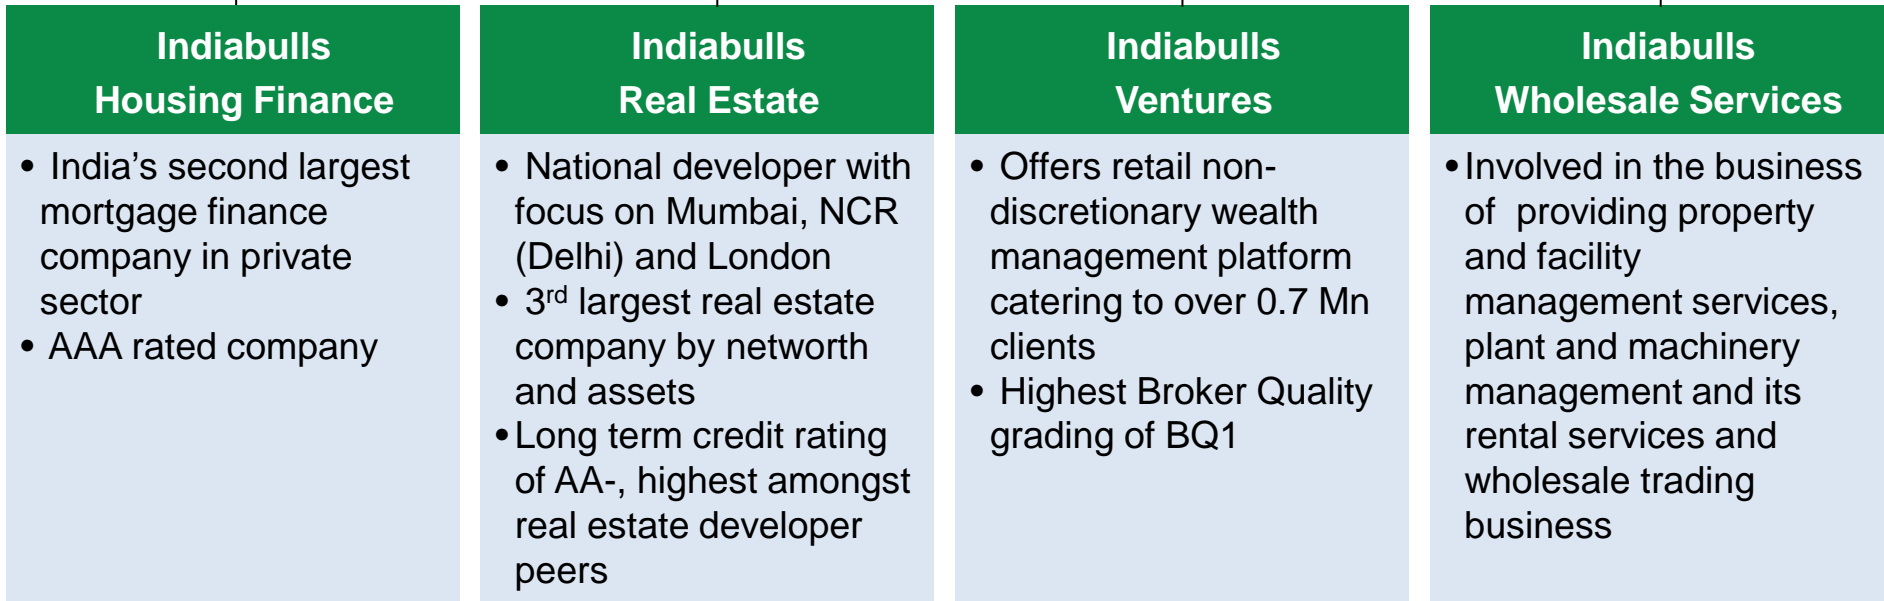 Indiabulls
Housing Finance
• India’s second largest
mortgage finance
company in private
sector
• AAA rated company
Indiabulls
Real Estate
• National developer with
focus on Mumbai, NCR
(Delhi) and London
• 3rd largest real estate
company by networth
and assets
• Long term credit rating
of AA-, highest amongst
real estate developer
peers
Indiabulls
Ventures
• Offers retail non-
discretionary wealth
management platform
catering to over 0.7 Mn
clients
• Highest Broker Quality
grading of BQ1
Indiabulls
Wholesale Services
• Involved in the business
of providing property
and facility
management services,
plant and machinery
management and its
rental services and
wholesale trading
business